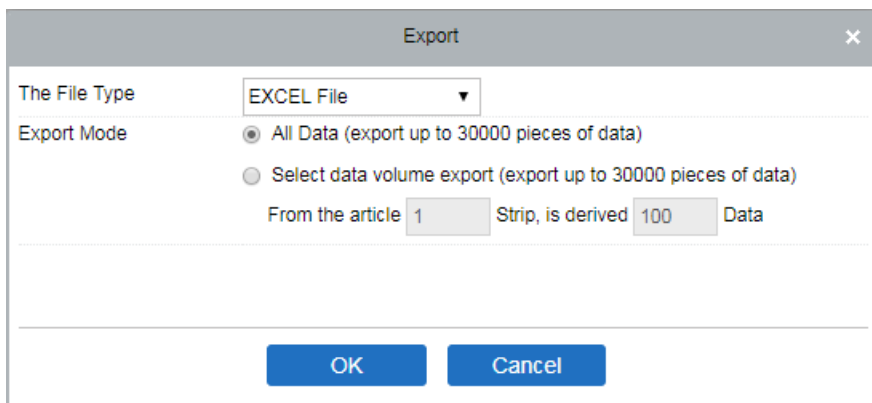 Export
The File Type EXCEL File
Export Mode All Data (export up to 30000 pieces of data)
Select data volume export (export up to 30000 pieces of data)
From the article 1 Strip, is derived 100 Data
OK Cancel